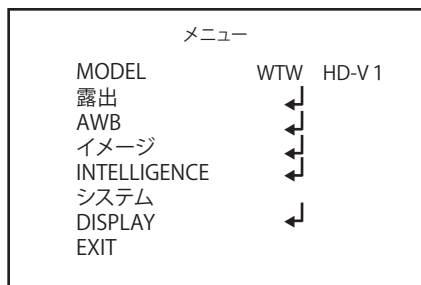 メニュー
MODEL WTW HD-V 1
露出 ↲
AWB ↲
イメージ ↲
INTELLIGENCE ↲
システム
DISPLAY ↲
EXIT